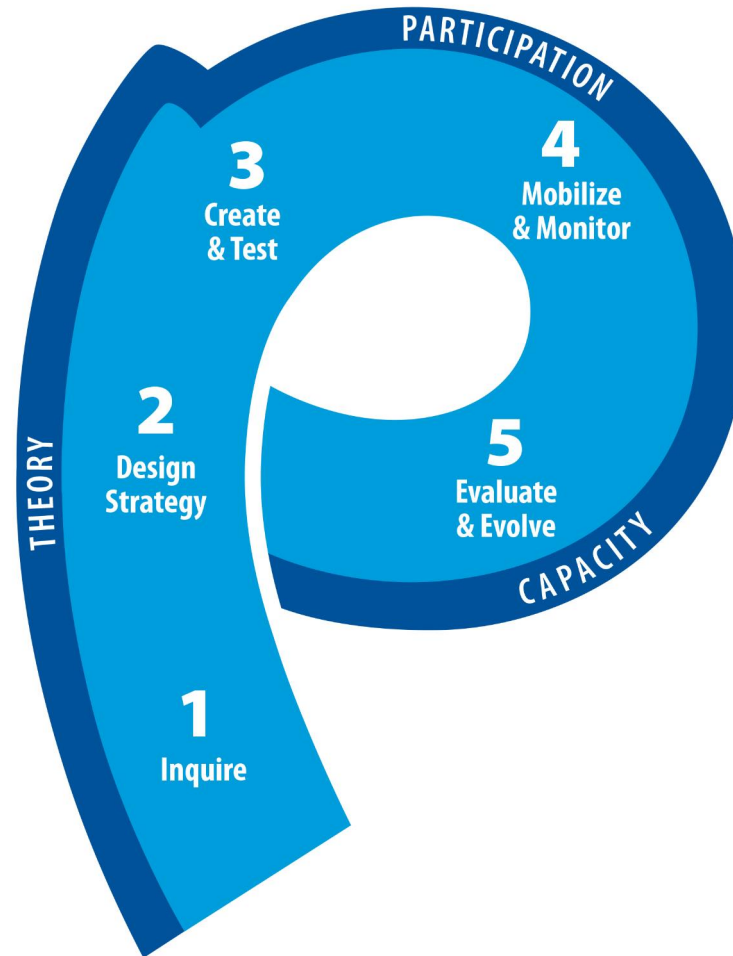 PARTICIPATION
3
Create
& Test
4
Mobilize
& Monitor
THEORY
2
Design
Strategy
5
Evaluate
& Evolve
CAPACITY
1
Inquire